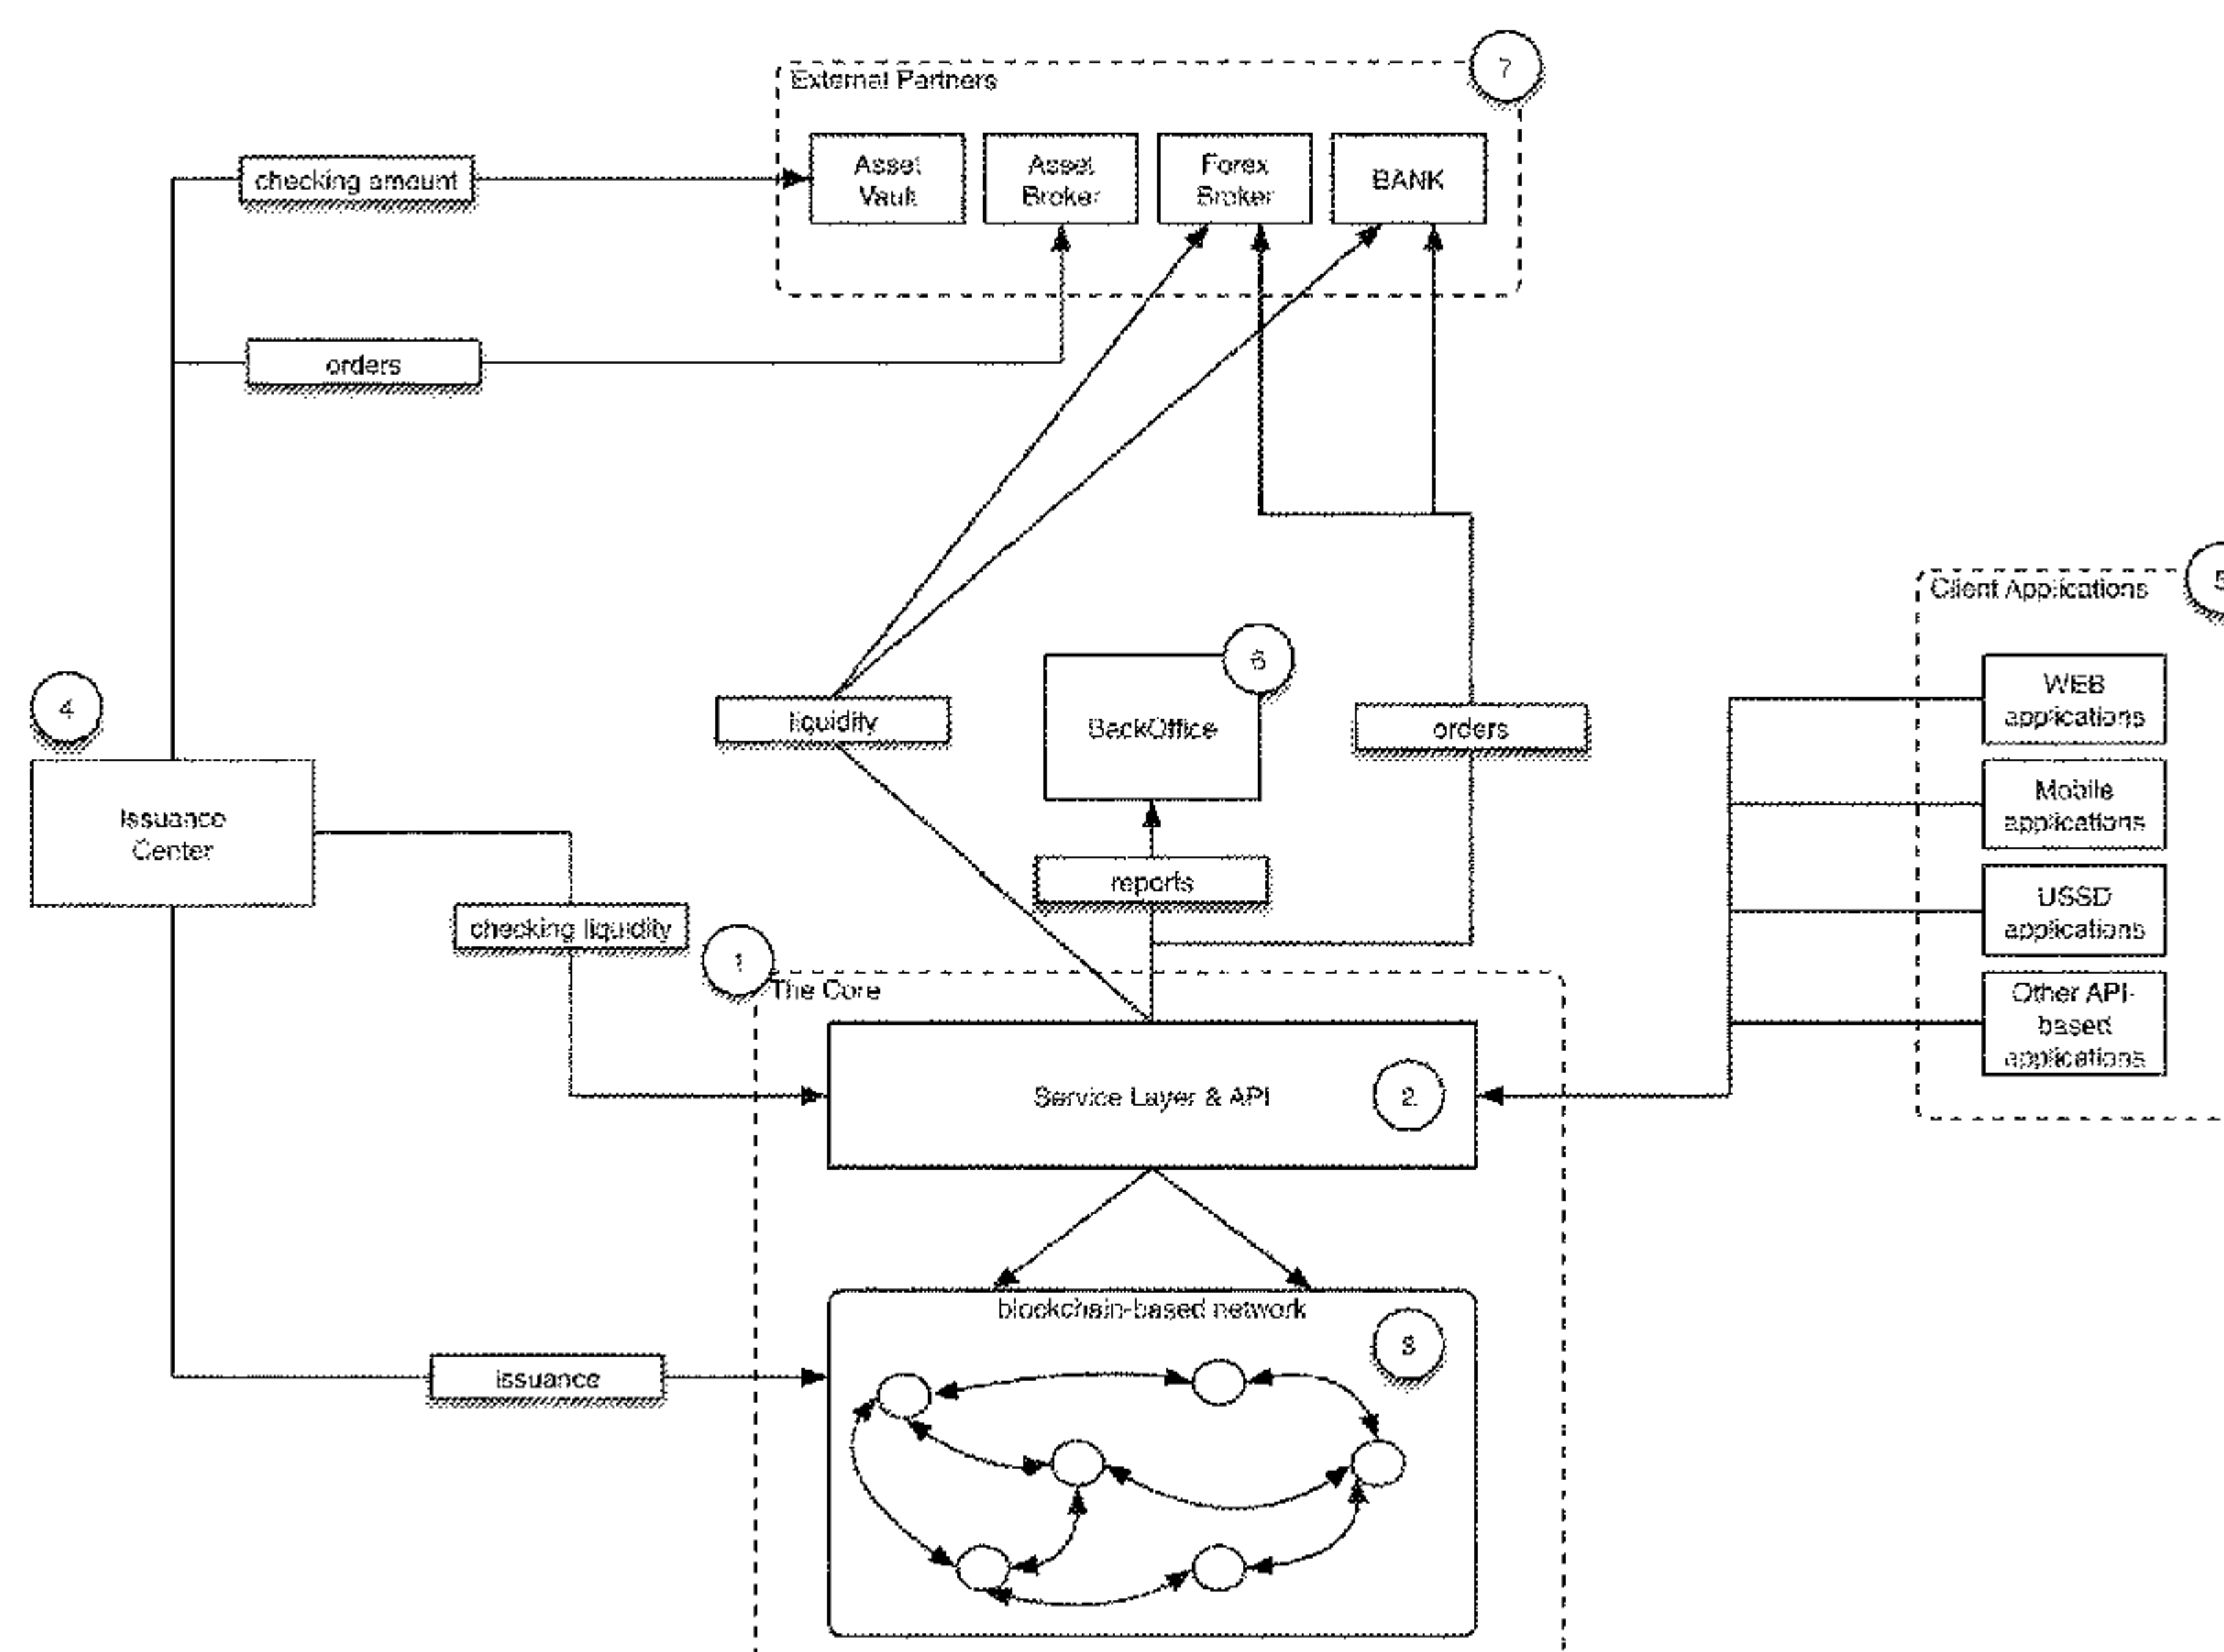 7
External Partners
Asset
Vault
Asset
Broker
Forex
Broker
BANK
checking amount
orders
5
Client Applications
4
6
WEB
applications
liquidity
BackOffice
orders
Mobile
applications
Issuance
Center
reports
USSD
applications
checking liquidity
1
The Core
Other API-
based
applications
Service Layer & API
2
blockchain-based network
3
issuance